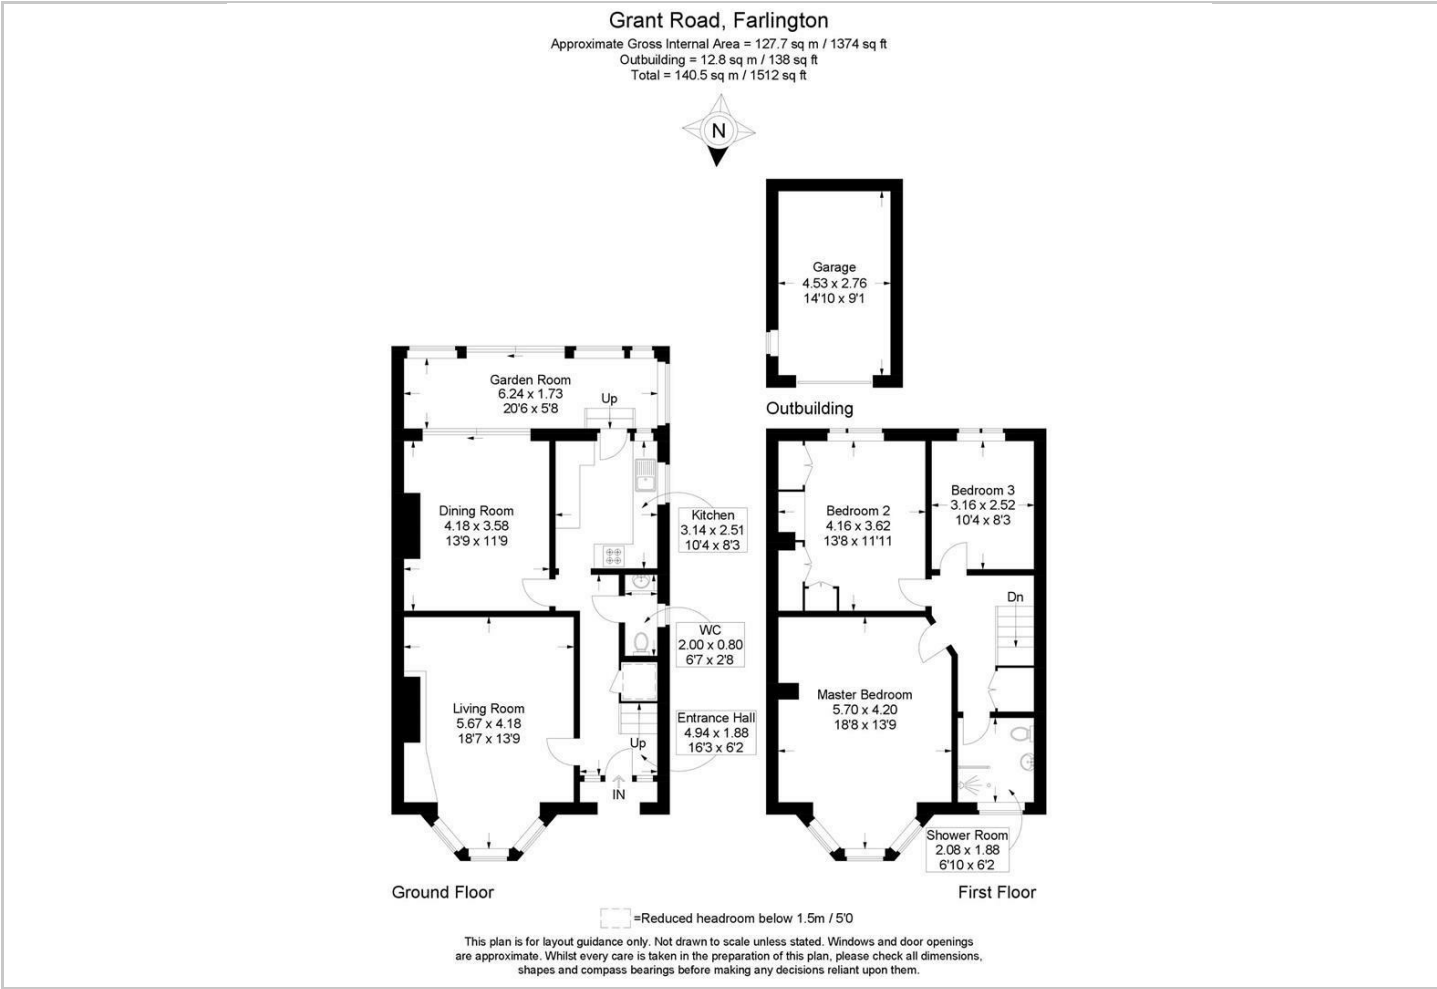 Grant Road, Farlington
Approximate Gross Internal Area = 127.7 sq m / 1374 sq ft
Outbuilding = 12.8 sq m / 138 sq ft
Total = 140.5 sq m / 1512 sq ft
N
Garage
4.53 x 2.76
14'10 x 9'1
Outbuilding
Garden Room
6.24 x 1.73
20'6 x 5'8
Up
Dining Room
4.18 x 3.58
13'9 x 11'9
Kitchen
3.14 x 2.51
10'4 x 8'3
WC
2.00 x 0.80
6'7 x 2'8
Living Room
5.67 x 4.18
18'7 x 13'9
Entrance Hall
4.94 x 1.88
16'3 x 6'2
Up
IN
Ground Floor
Bedroom 2
4.16 x 3.62
13'8 x 11'11
Bedroom 3
3.16 x 2.52
10'4 x 8'3
Dn
Master Bedroom
5.70 x 4.20
18'8 x 13'9
Shower Room
2.08 x 1.88
6'10 x 6'2
First Floor
=Reduced headroom below 1.5m / 5'0
This plan is for layout guidance only. Not drawn to scale unless stated. Windows and door openings
are approximate. Whilst every care is taken in the preparation of this plan, please check all dimensions,
shapes and compass bearings before making any decisions reliant upon them.